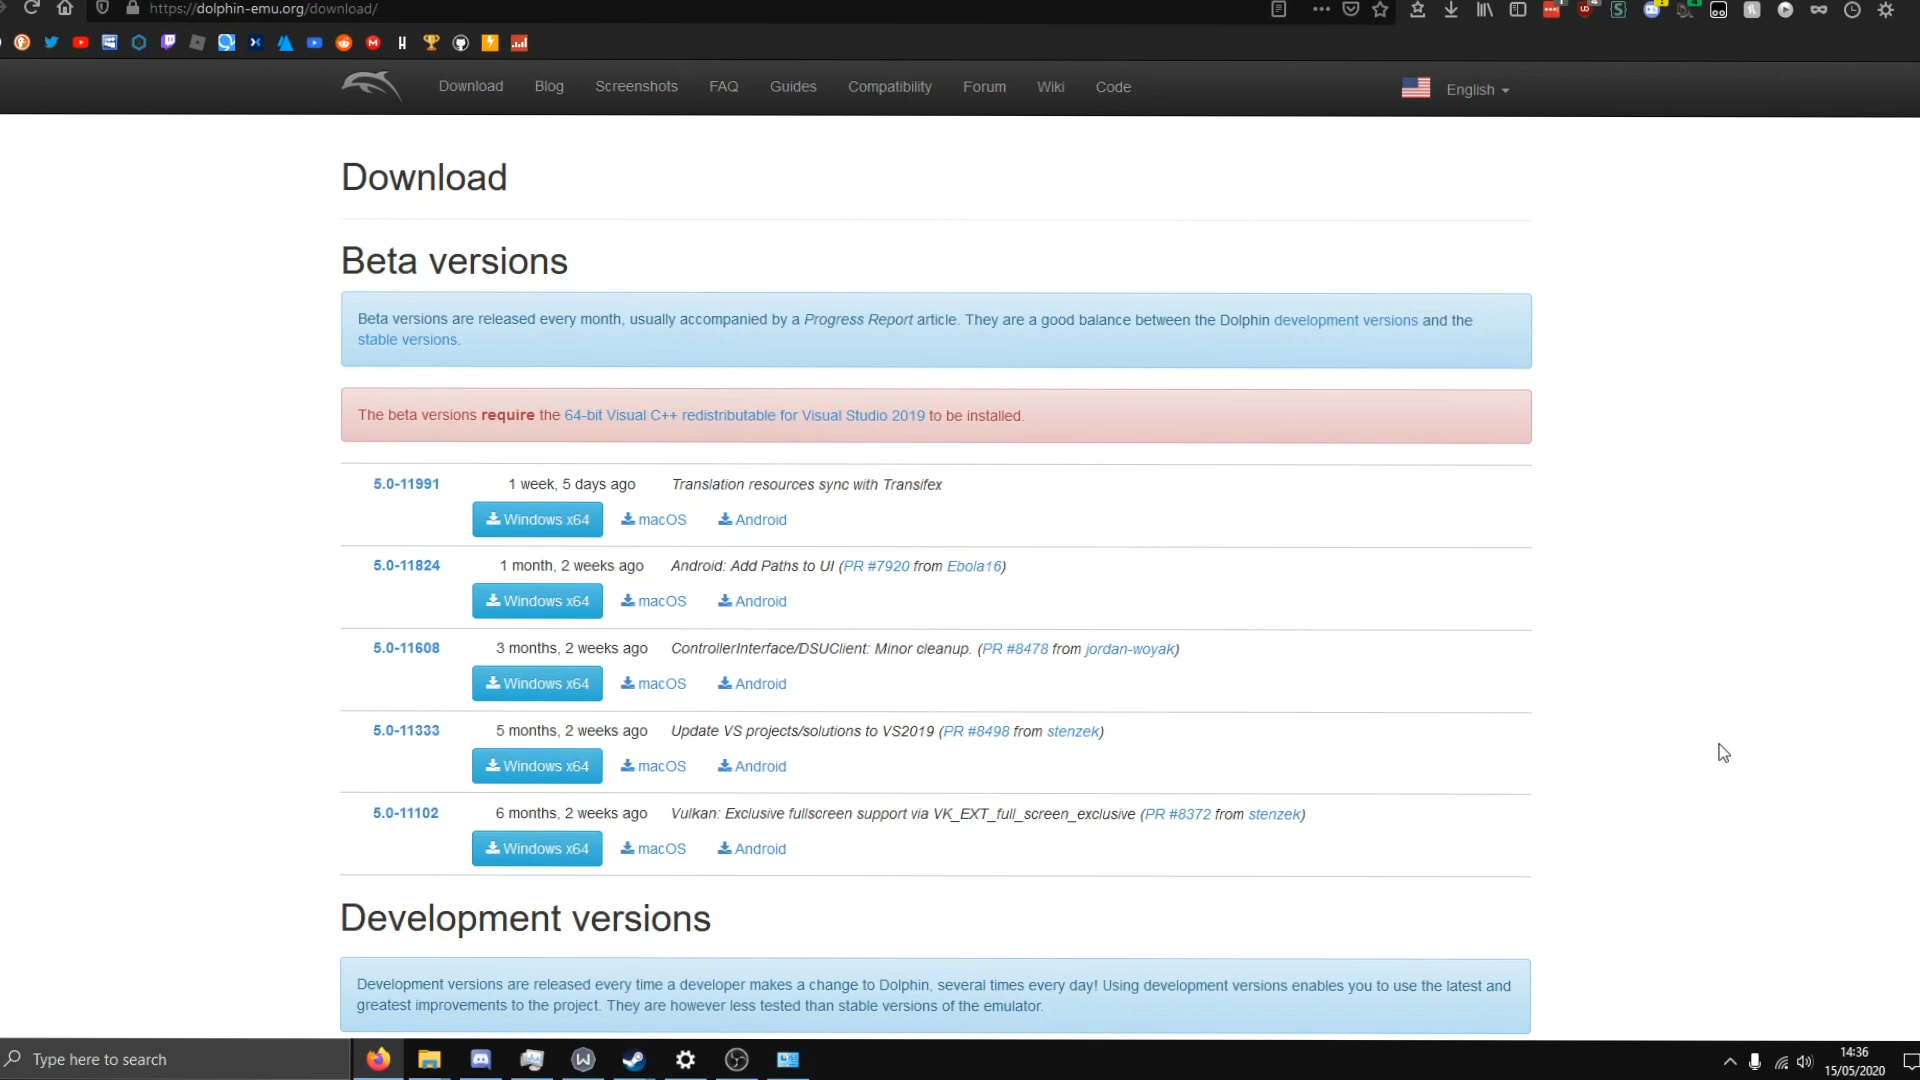 https://dolphin-emu.org/download/
Download Blog Screenshots FAQ Guides Compatibility Forum Wiki Code English
Download
Beta versions
Beta versions are released every month, usually accompanied by a Progress Report article. They are a good balance between the Dolphin development versions and the
stable versions.
The beta versions require the 64-bit Visual C++ redistributable for Visual Studio 2019 to be installed.
5.0-11991 1 week, 5 days ago Translation resources sync with Transifex
Windows x64 macOS Android
5.0-11824 1 month, 2 weeks ago Android: Add Paths to UI (PR #7920 from Ebola16)
Windows x64 macOS Android
5.0-11608 3 months, 2 weeks ago ControllerInterface/DSUClient: Minor cleanup. (PR #8478 from jordan-woyak)
Windows x64 macOS Android
5.0-11333 5 months, 2 weeks ago Update VS projects/solutions to VS2019 (PR #8498 from stenzek)
Windows x64 macOS Android
5.0-11102 6 months, 2 weeks ago Vulkan: Exclusive fullscreen support via VK_EXT_full_screen_exclusive (PR #8372 from stenzek)
Windows x64 macOS Android
Development versions
Development versions are released every time a developer makes a change to Dolphin, several times every day! Using development versions enables you to use the latest and
greatest improvements to the project. They are however less tested than stable versions of the emulator.
Type here to search
14:36
15/05/2020